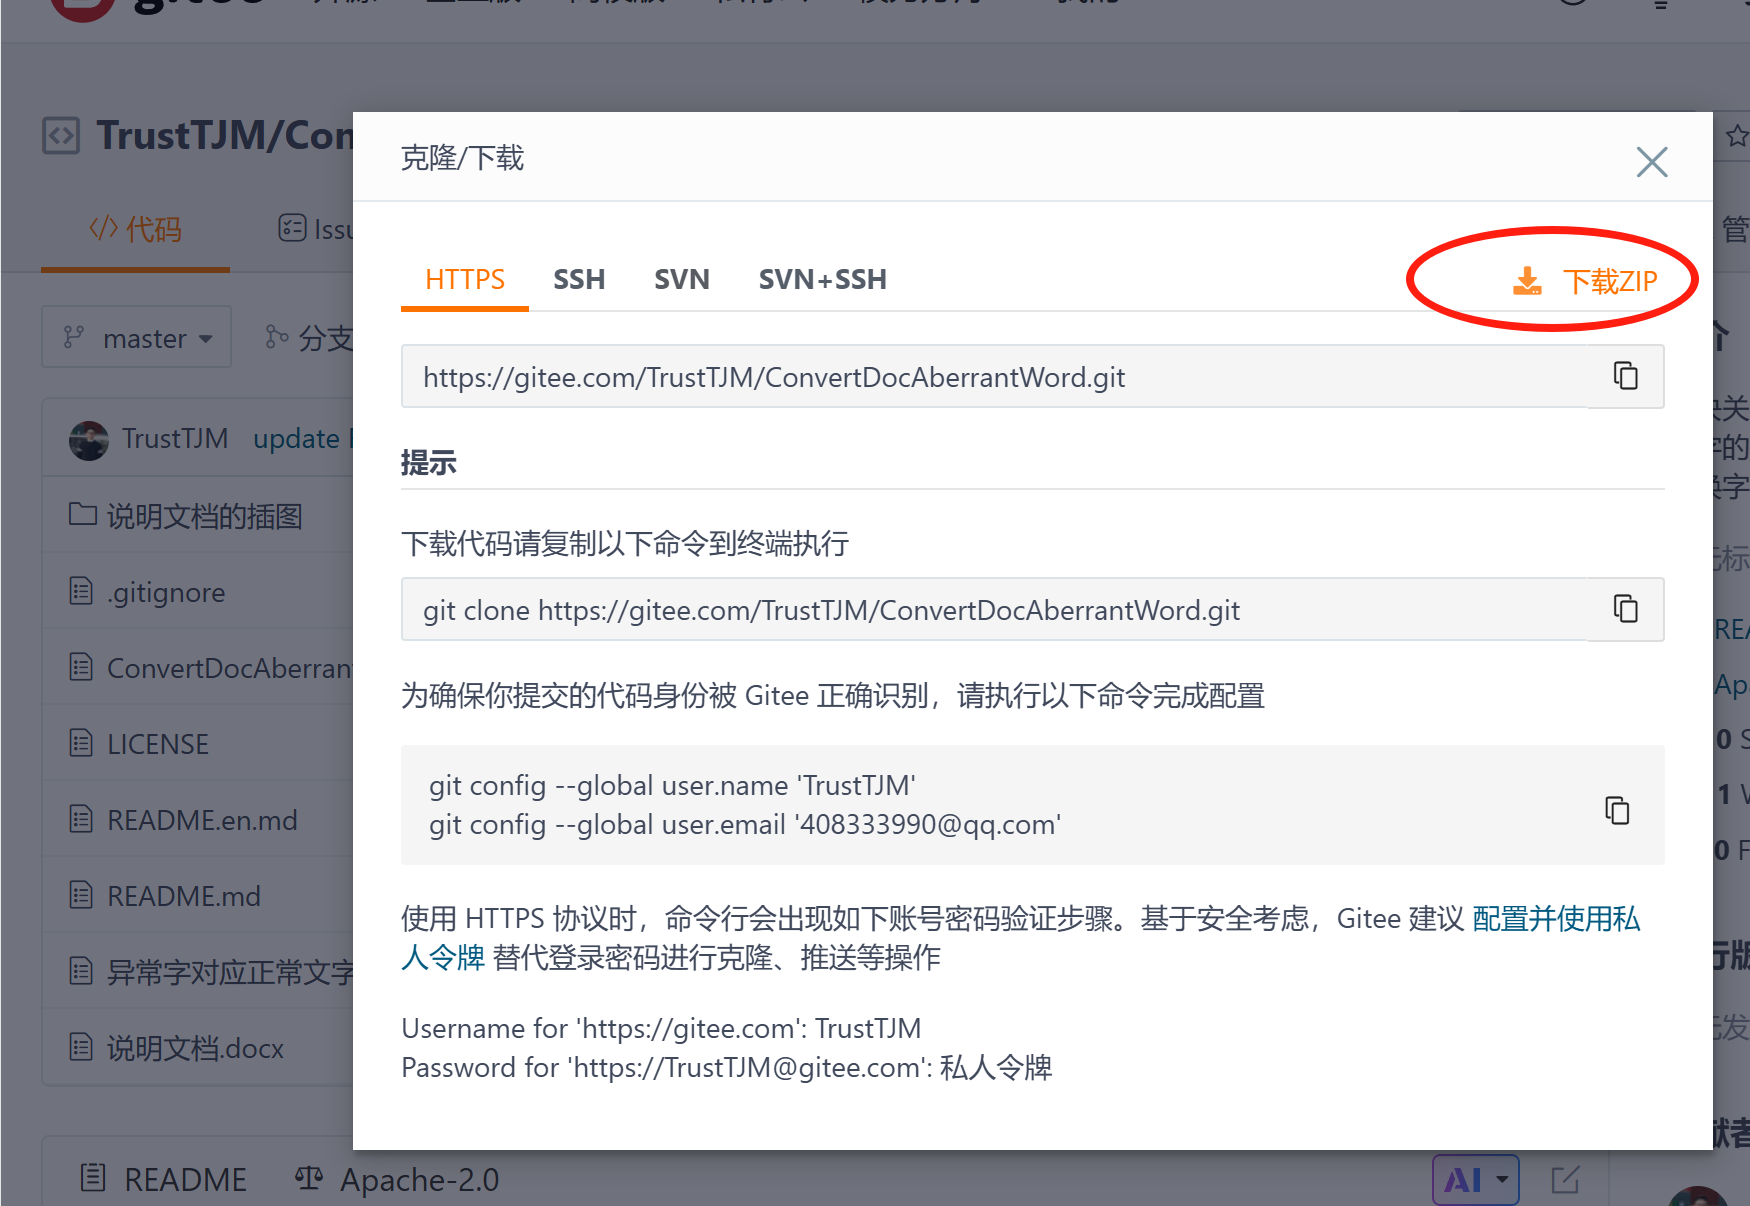 TrustTJM/Con
克隆/下载
代码
Issu
管
HTTPS SSH SVN SVN+SSH
下载ZIP
master
分支
https://gitee.com/TrustTJM/ConvertDocAberrantWord.git
TrustTJM update
提示
说明文档的插图
下载代码请复制以下命令到终端执行
.gitignore
git clone https://gitee.com/TrustTJM/ConvertDocAberrantWord.git
ConvertDocAberrant
为确保你提交的代码身份被 Gitee 正确识别，请执行以下命令完成配置
LICENSE
git config --global user.name 'TrustTJM'
git config --global user.email '408333990@qq.com'
README.en.md
README.md
使用 HTTPS 协议时，命令行会出现如下账号密码验证步骤。基于安全考虑，Gitee 建议 配置并使用私
人令牌 替代登录密码进行克隆、推送等操作
异常字对应正常文字
Username for 'https://gitee.com': TrustTJM
说明文档.docx
Password for 'https://TrustTJM@gitee.com': 私人令牌
README
Apache-2.0
AI